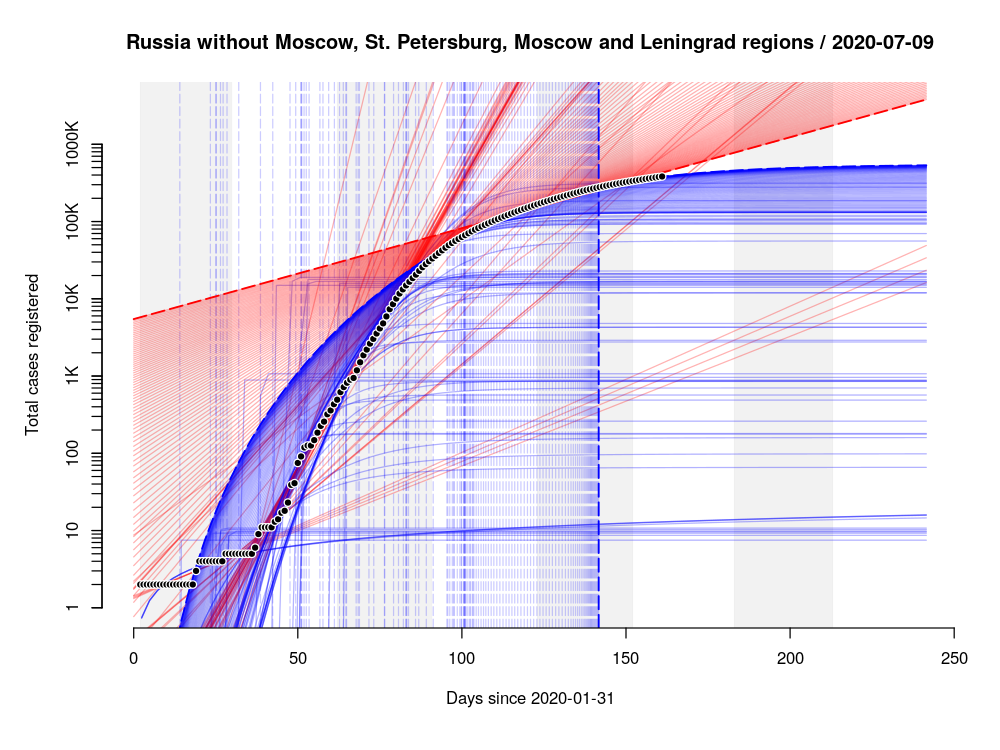 Russia without Moscow, St. Petersburg, Moscow and Leningrad regions / 2020-07-09
Total cases registered
1000K
100K
10K
1K
100
10
1
0 50 100 150 200 250
Days since 2020-01-31